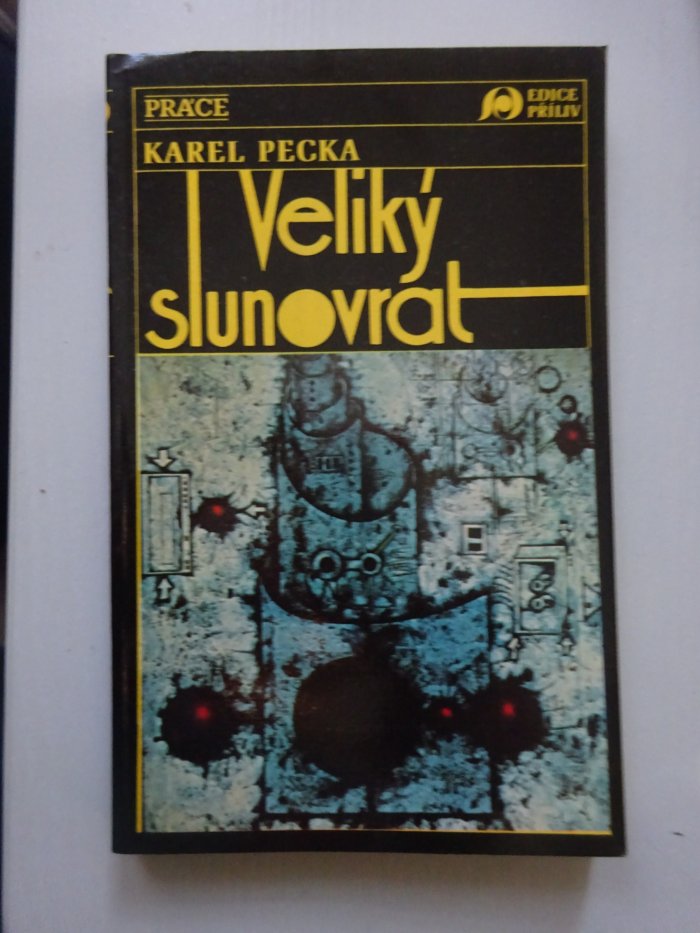 PRÁCE
EDICE
PŘÍLIV
KAREL PECKA
Veliký
slunovrat